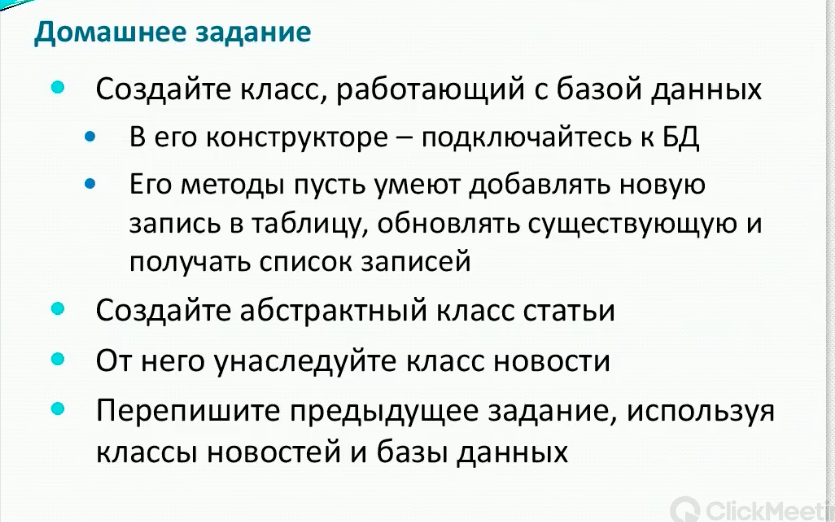 Домашнее задание
Создайте класс, работающий с базой данных
В его конструкторе – подключайтесь к БД
Его методы пусть умеют добавлять новую
запись в таблицу, обновлять существующую и
получать список записей
Создайте абстрактный класс статьи
От него унаследуйте класс новости
Перепишите предыдущее задание, используя
классы новостей и базы данных
ClickMeeti